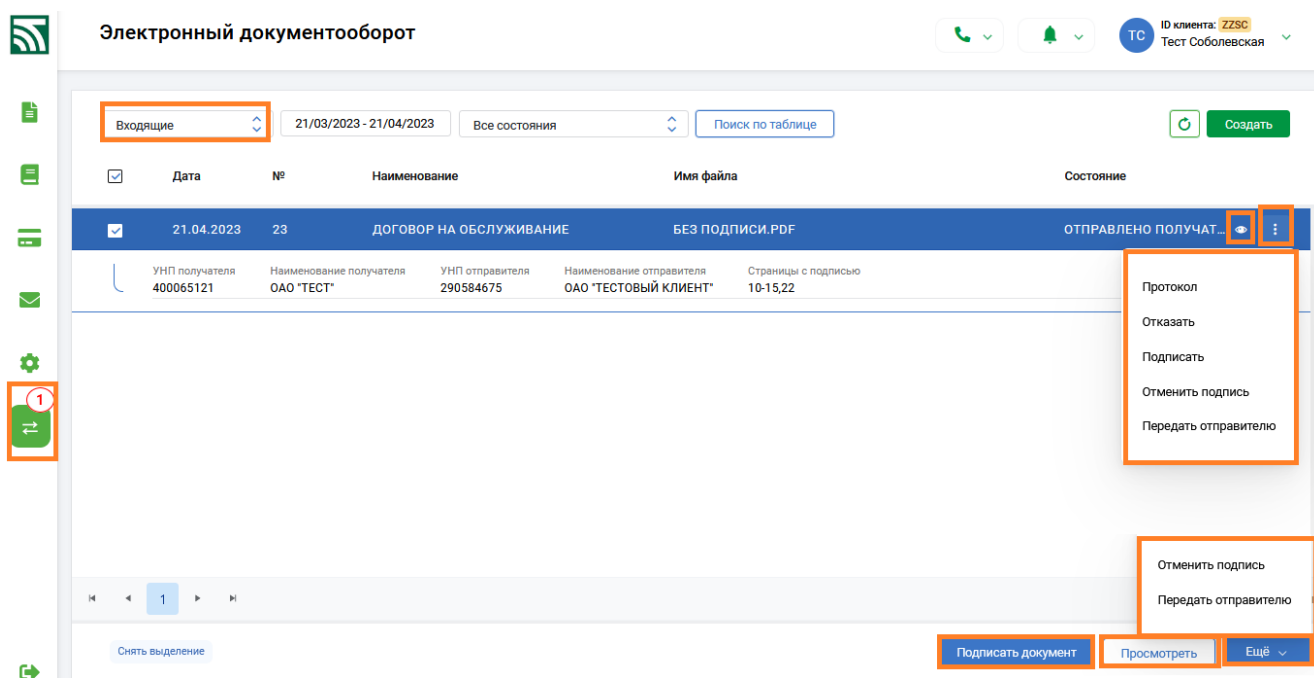 Электронный документооборот
ID клиента: ZZSC
ТС
Тест Соболевская
Входящие
21/03/2023 - 21/04/2023
Все состояния
Поиск по таблице
Создать
Дата № Наименование Имя файла Состояние
21.04.2023 23 ДОГОВОР НА ОБСЛУЖИВАНИЕ БЕЗ ПОДПИСИ.PDF ОТПРАВЛЕНО ПОЛУЧАТ...
УНП получателя Наименование получателя УНП отправителя Наименование отправителя Страницы с подписью
400065121 ОАО "ТЕСТ" 290584675 ОАО "ТЕСТОВЫЙ КЛИЕНТ" 10-15,22
Протокол
Отказать
Подписать
Отменить подпись
Передать отправителю
1
Отменить подпись
Передать отправителю
1
Снять выделение
Подписать документ
Просмотреть
Ещё